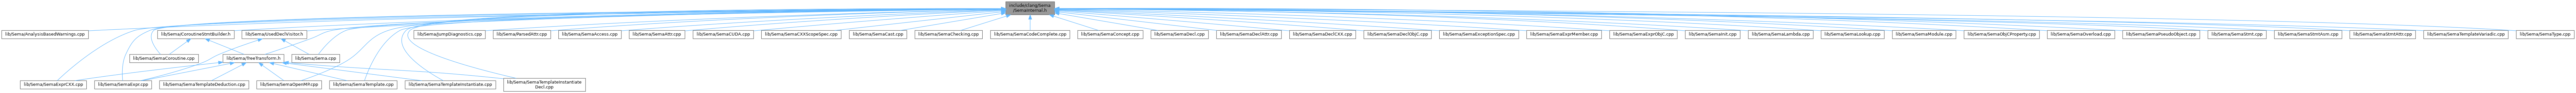 include/clang/Sema
/SemaInternal.h
lib/Sema/AnalysisBasedWarnings.cpp
lib/Sema/CoroutineStmtBuilder.h
lib/Sema/UsedDeclVisitor.h
lib/Sema/JumpDiagnostics.cpp
lib/Sema/ParsedAttr.cpp
lib/Sema/SemaAccess.cpp
lib/Sema/SemaAttr.cpp
lib/Sema/SemaCUDA.cpp
lib/Sema/SemaCXXScopeSpec.cpp
lib/Sema/SemaCast.cpp
lib/Sema/SemaChecking.cpp
lib/Sema/SemaCodeComplete.cpp
lib/Sema/SemaConcept.cpp
lib/Sema/SemaDecl.cpp
lib/Sema/SemaDeclAttr.cpp
lib/Sema/SemaDeclCXX.cpp
lib/Sema/SemaDeclObjC.cpp
lib/Sema/SemaExceptionSpec.cpp
lib/Sema/SemaExprMember.cpp
lib/Sema/SemaExprObjC.cpp
lib/Sema/SemaInit.cpp
lib/Sema/SemaLambda.cpp
lib/Sema/SemaLookup.cpp
lib/Sema/SemaModule.cpp
lib/Sema/SemaObjCProperty.cpp
lib/Sema/SemaOverload.cpp
lib/Sema/SemaPseudoObject.cpp
lib/Sema/SemaStmt.cpp
lib/Sema/SemaStmtAsm.cpp
lib/Sema/SemaStmtAttr.cpp
lib/Sema/SemaTemplateVariadic.cpp
lib/Sema/SemaType.cpp
lib/Sema/SemaCoroutine.cpp
lib/Sema/TreeTransform.h
lib/Sema/Sema.cpp
lib/Sema/SemaExprCXX.cpp
lib/Sema/SemaExpr.cpp
lib/Sema/SemaTemplateDeduction.cpp
lib/Sema/SemaOpenMP.cpp
lib/Sema/SemaTemplate.cpp
lib/Sema/SemaTemplateInstantiate.cpp
lib/Sema/SemaTemplateInstantiate
Decl.cpp